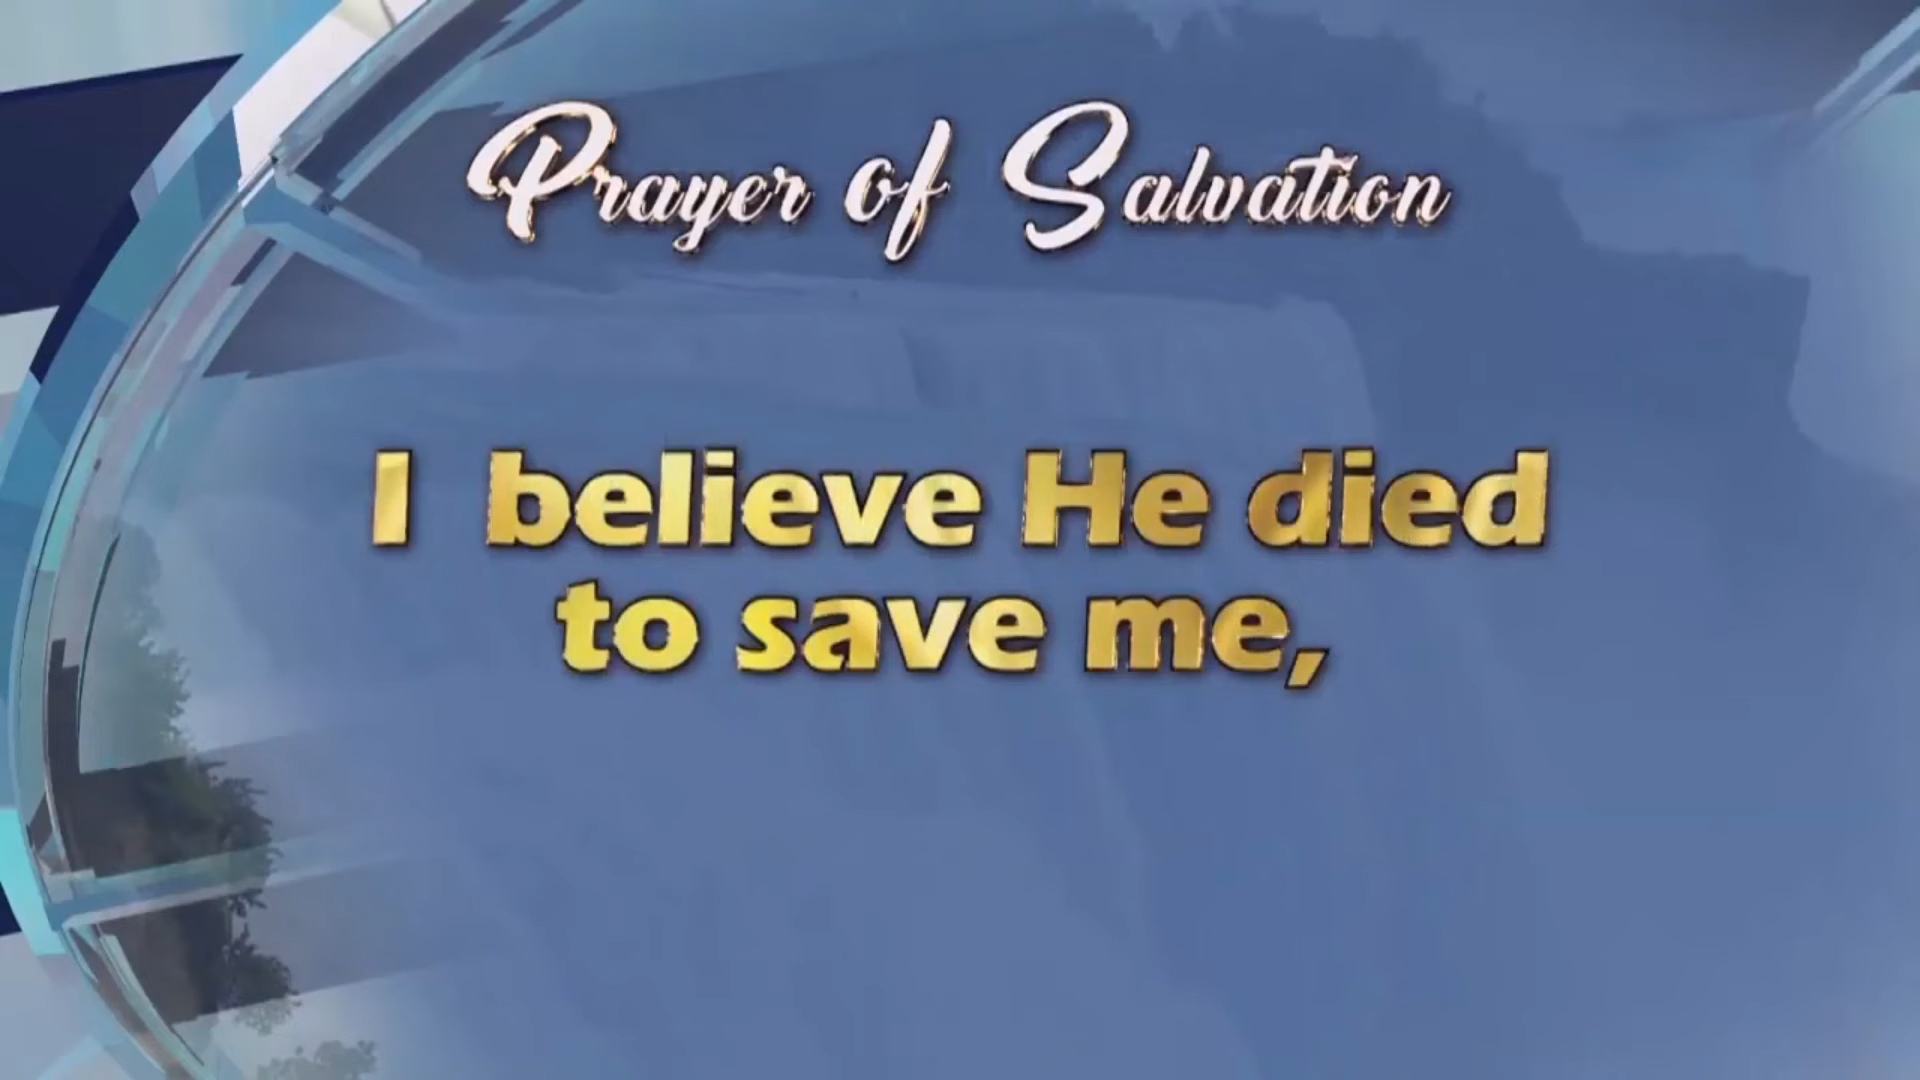 Prayer of Salvation
I believe He died
to save me,